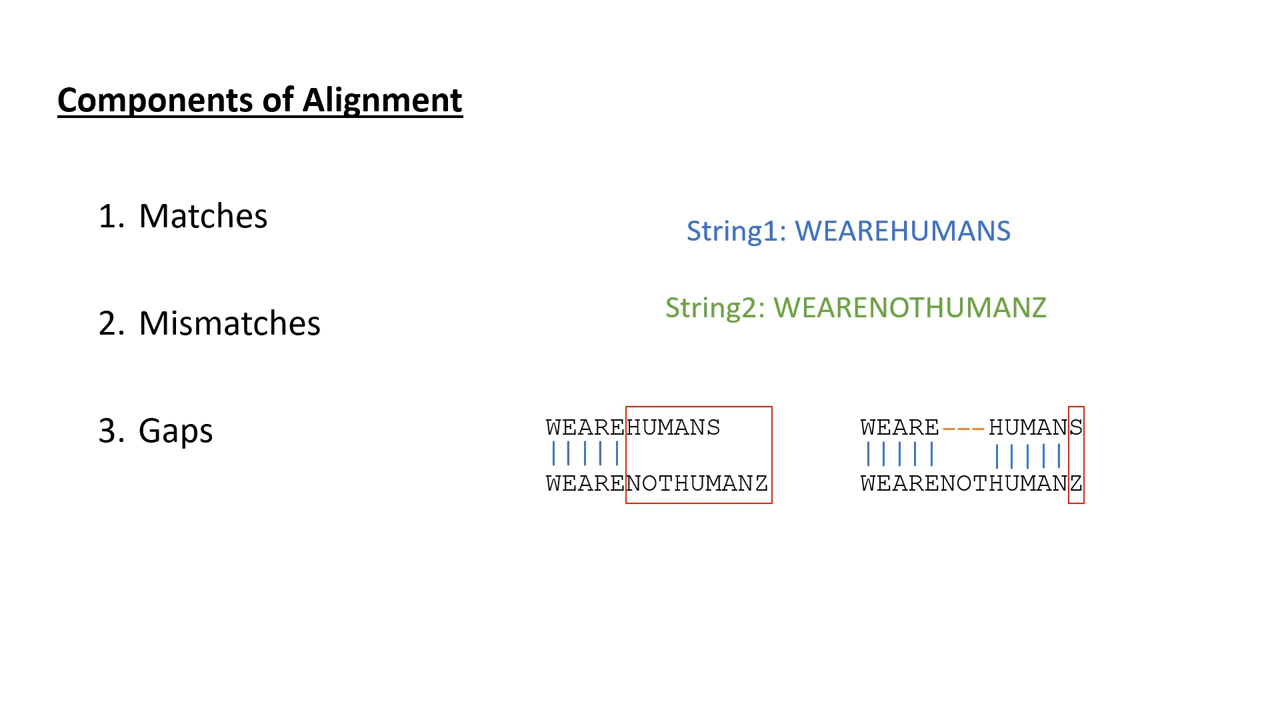 Components of Alignment
1. Matches
2. Mismatches
3. Gaps
String1: WEAREHUMANS
String2: WEARENOTHUMANZ
WEAREHUMANS
|||||
WEARENOTHUMANZ
WEARE---HUMANS
||||| |||||
WEARENOTHUMANZ